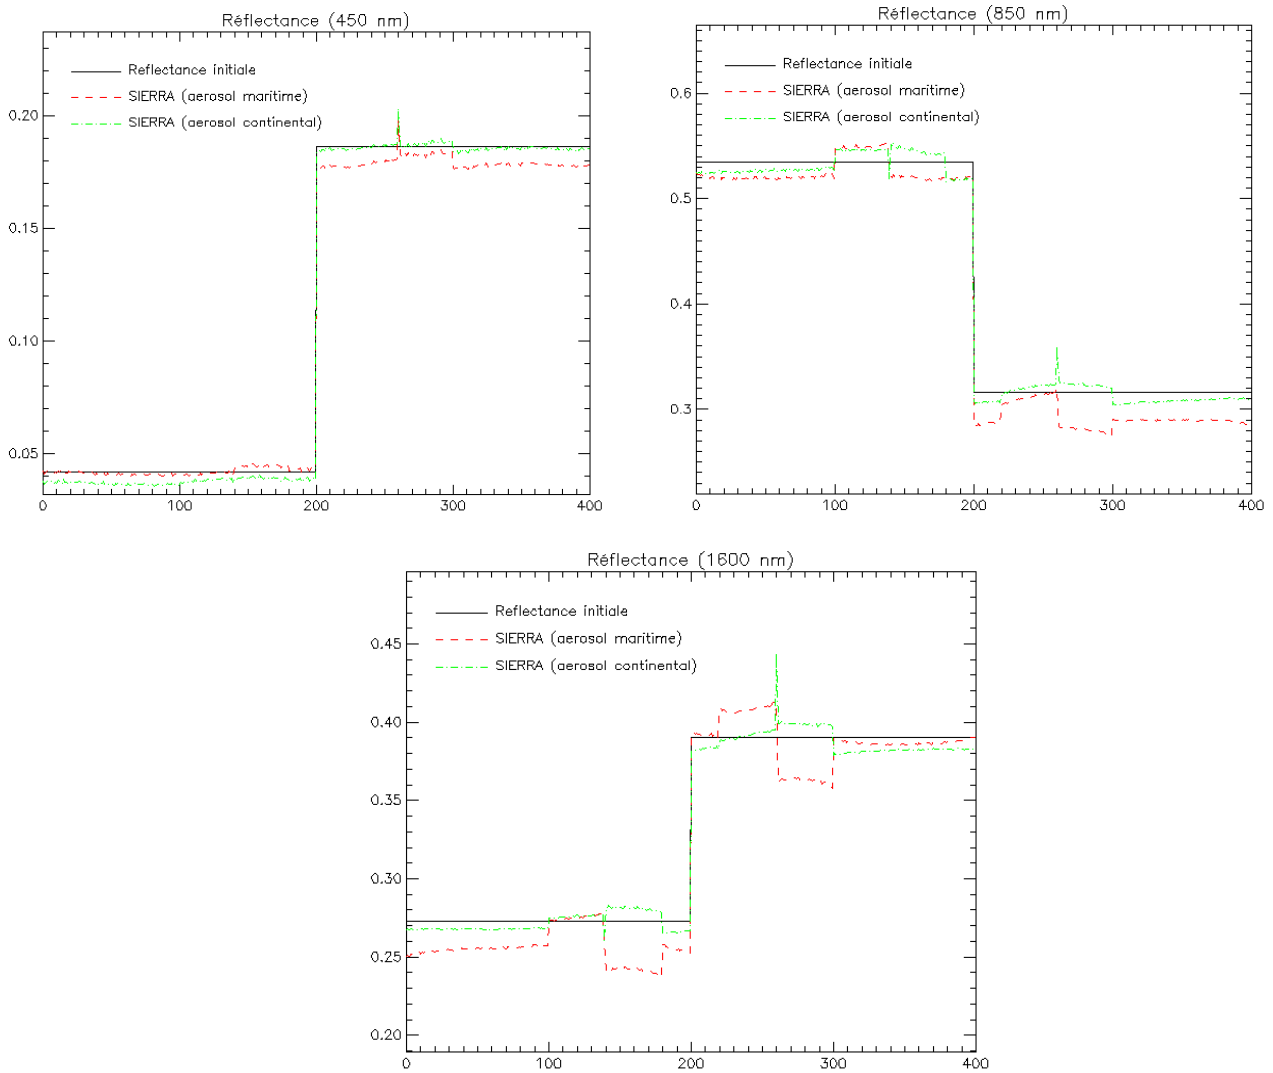 Réflectance (450 nm)
Reflectance initiale
SIERRA (aerosol maritime)
SIERRA (aerosol continental)
0.20
0.15
0.10
0.05
0 100 200 300 400
Réflectance (850 nm)
Reflectance initiale
SIERRA (aerosol maritime)
SIERRA (aerosol continental)
0.6
0.5
0.4
0.3
0 100 200 300 400
Réflectance (1600 nm)
Reflectance initiale
SIERRA (aerosol maritime)
SIERRA (aerosol continental)
0.45
0.40
0.35
0.30
0.25
0.20
0 100 200 300 400